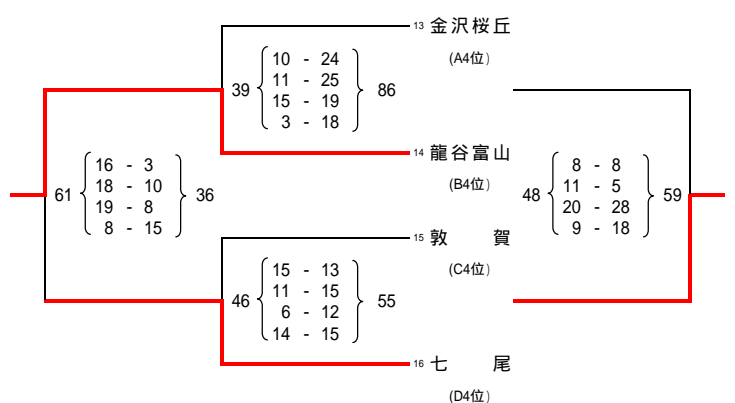 13 金沢桜丘
(A4位)
39 10 - 24 86
11 - 25
15 - 19
3 - 18
14 龍谷富山
(B4位)
61 16 - 3 36
18 - 10
19 - 8
8 - 15
48 8 - 8 59
11 - 5
20 - 28
9 - 18
15 敦 賀
(C4位)
46 15 - 13 55
11 - 15
6 - 12
14 - 15
16 七 尾
(D4位)